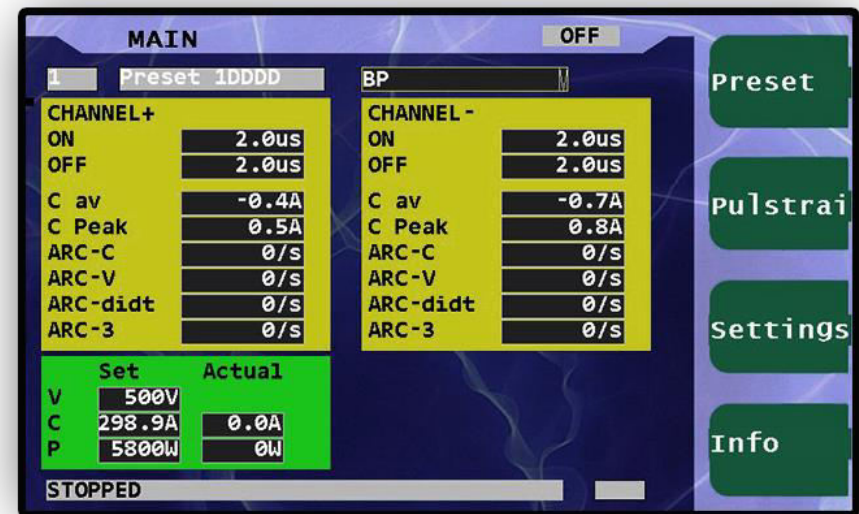 MAIN OFF
1 Preset 1DDDD BP M
CHANNEL+
ON 2.0us
OFF 2.0us
C av -0.4A
C Peak 0.5A
ARC-C 0/s
ARC-V 0/s
ARC-didt 0/s
ARC-3 0/s
CHANNEL-
ON 2.0us
OFF 2.0us
C av -0.7A
C Peak 0.8A
ARC-C 0/s
ARC-V 0/s
ARC-didt 0/s
ARC-3 0/s
Set Actual
V 500V
C 298.9A 0.0A
P 5800W 0W
STOPPED
Preset
Pulstrai
Settings
Info